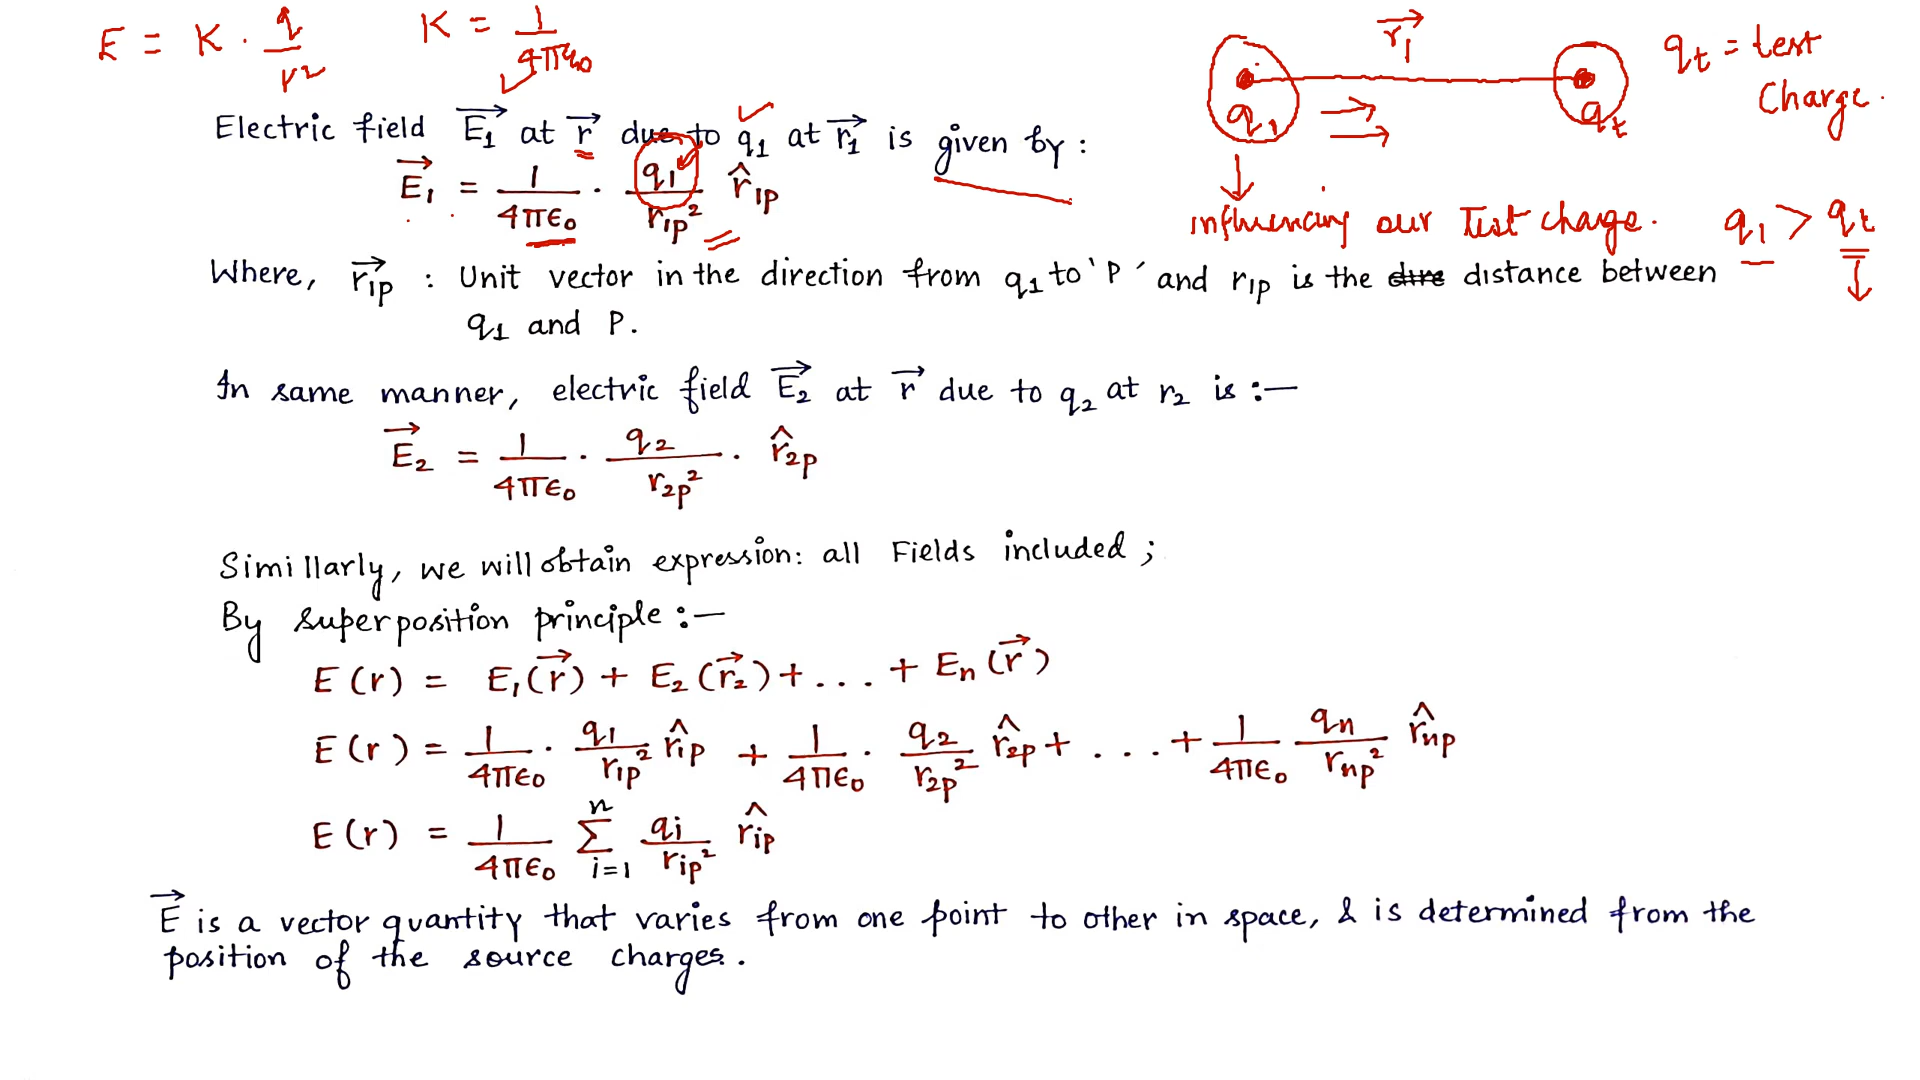 E = K · q/r²
K = 1/4πε₀
r₁⃗
q₁
qt
qt = test
Charge.
Electric field E₁⃗ at r⃗ due to q₁ at r₁⃗ is given by :
E₁⃗ = 1/4πε₀ · q₁/r₁p² r̂₁p
influencing our Test charge.
q₁ > qt
Where, r₁p⃗ : Unit vector in the direction from q₁ to 'P' and r₁p is the dire distance between
q₁ and P.
In same manner, electric field E₂⃗ at r⃗ due to q₂ at r₂ is :—
E₂⃗ = 1/4πε₀ · q₂/r₂p² · r̂₂p
Simillarly, we will obtain expression: all Fields included ;
By superposition principle :—
E(r) = E₁(r⃗) + E₂(r₂⃗) + ... + En(r⃗)
E(r) = 1/4πε₀ · q₁/r₁p² r̂₁p + 1/4πε₀ · q₂/r₂p² r̂₂p + ... + 1/4πε₀ qn/rnp² r̂np
E(r) = 1/4πε₀ Σ n i=1 qi/rip² r̂ip
E⃗ is a vector quantity that varies from one point to other in space, & is determined from the
position of the source charges.